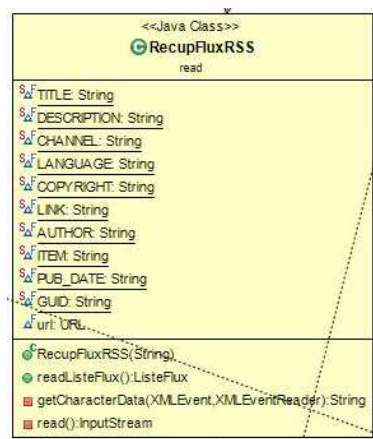 <<Java Class>>
RecupFluxRSS
read
TITLE: String
DESCRIPTION: String
CHANNEL: String
LANGUAGE: String
COPYRIGHT: String
LINK: String
AUTHOR: String
ITEM: String
PUB_DATE: String
GUID: String
url: URL
RecupFluxRSS(String)
readListeFlux():ListeFlux
getCharacterData(XMLEvent,XMLEventReader):String
read():InputStream